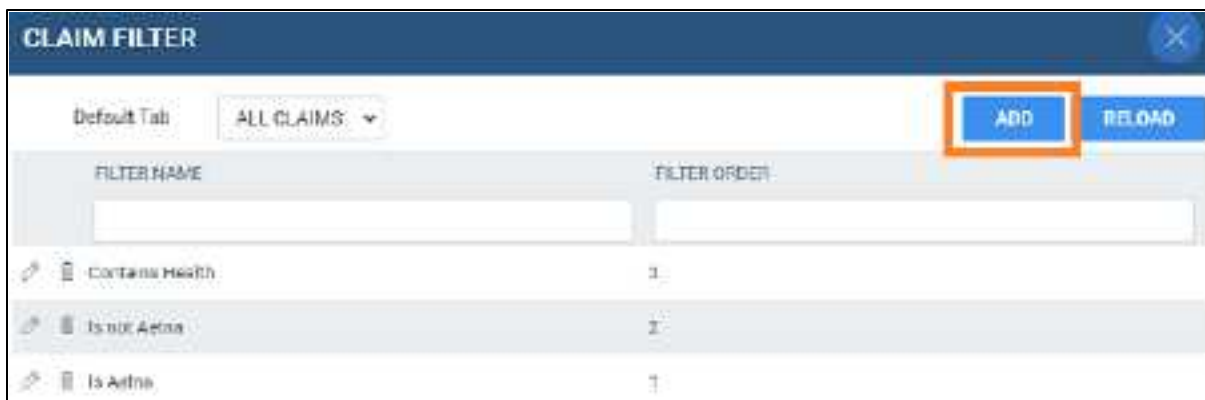 CLAIM FILTER
Default Tab ALL CLAIMS ADD RELOAD
FILTER NAME FILTER ORDER
Contains Health 3
Is not Aetna 2
Is Aetna 1